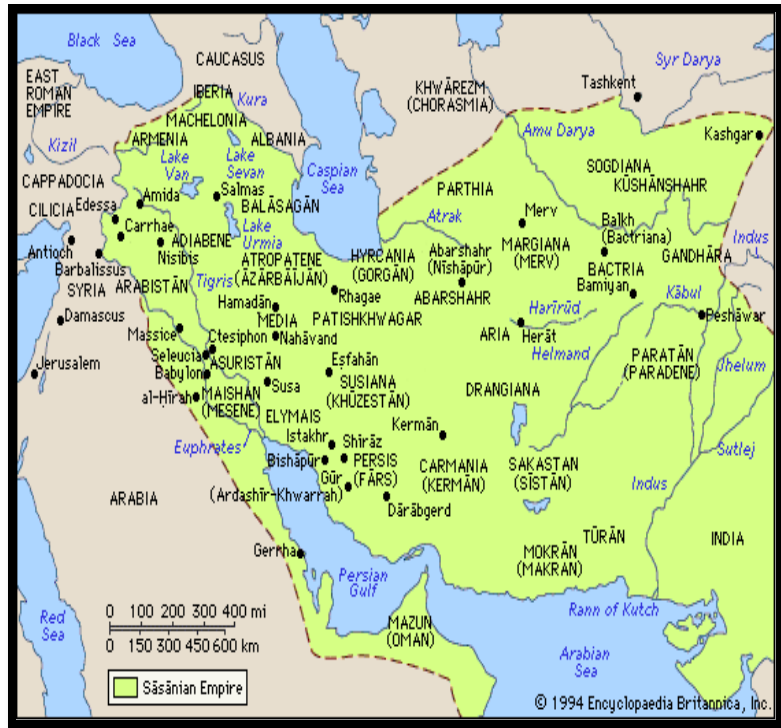 Black Sea
CAUCASUS
Syr Darya
EAST
ROMAN
EMPIRE
IBERIA
Kura
KHWĀREZM
(CHORASMIA)
Tashkent
MACHELONIA
ARMENIA
ALBANIA
Amu Darya
Kashgar
Kizil
Lake
Van
Lake
Sevan
Caspian
Sea
SOGDIANA
KŪSHĀNSHAHR
CAPPADOCIA
CILICIA
Edessa
Amida
Salmas
BALĀSAGĀN
PARTHIA
Carrhae
Lake
Urmia
Atrak
Merv
Balkh
(Bactriana)
Antioch
ADIABENE
Nisibis
ATROPATENE
(ĀZĀRBĀĪJĀN)
HYRCANIA
(GORGĀN)
Abarshahr
(Nīshāpūr)
MARGIANA
(MERV)
GANDHĀRA
Indus
Barbalissus
SYRIA
ARABISTĀN
Tigris
Rhagae
ABARSHAHR
BACTRIA
Bamiyan
Kābul
Hamadān
MEDIA
PATISHKHWAGAR
Harīrūd
Peshāwar
Damascus
Massice
Nahāvand
ARIA
Herāt
Ctesiphon
Seleucia
ASURISTĀN
Helmand
PARATĀN
(PARADENE)
Jhelum
Jerusalem
Babylon
Eṣfahān
al-Ḥīrah
MAISHĀN
(MESENE)
Susa
SUSIANA
(KHŪZESTĀN)
DRANGIANA
ELYMAIS
Kermān
Euphrates
Istakhr
Shīrāz
Sutlej
Bishāpūr
PERSIS
(FĀRS)
CARMANIA
(KERMĀN)
SAKASTAN
(SĪSTĀN)
Indus
Gūr
(Ardashīr-Khwarrah)
ARABIA
Dārābgerd
TŪRĀN
INDIA
Gerrha
MOKRĀN
(MAKRAN)
Persian
Gulf
Red
Sea
0 100 200 300 400 mi
0 150 300 450 600 km
MAZUN
(OMAN)
Rann of Kutch
Arabian
Sea
Sāsānian Empire
© 1994 Encyclopaedia Britannica, Inc.